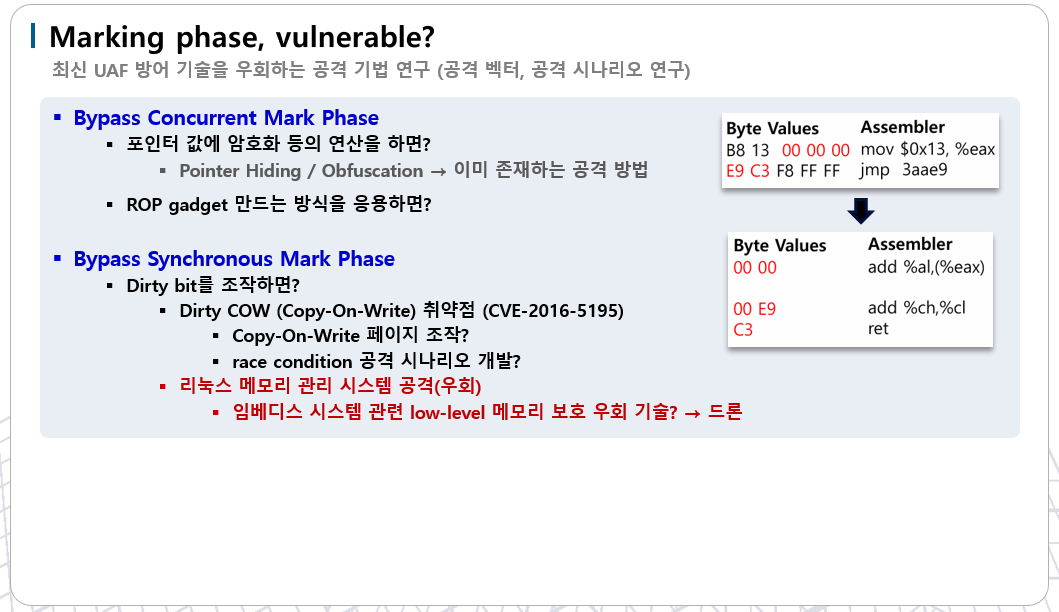 Marking phase, vulnerable?
최신 UAF 방어 기술을 우회하는 공격 기법 연구 (공격 벡터, 공격 시나리오 연구)
Bypass Concurrent Mark Phase
포인터 값에 암호화 등의 연산을 하면?
Pointer Hiding / Obfuscation → 이미 존재하는 공격 방법
ROP gadget 만드는 방식을 응용하면?
Bypass Synchronous Mark Phase
Dirty bit를 조작하면?
Dirty COW (Copy-On-Write) 취약점 (CVE-2016-5195)
Copy-On-Write 페이지 조작?
race condition 공격 시나리오 개발?
리눅스 메모리 관리 시스템 공격(우회)
임베디스 시스템 관련 low-level 메모리 보호 우회 기술? → 드론
Byte Values Assembler
B8 13 00 00 00 mov $0x13, %eax
E9 C3 F8 FF FF jmp 3aae9
Byte Values Assembler
00 00 add %al,(%eax)
00 E9 add %ch,%cl
C3 ret